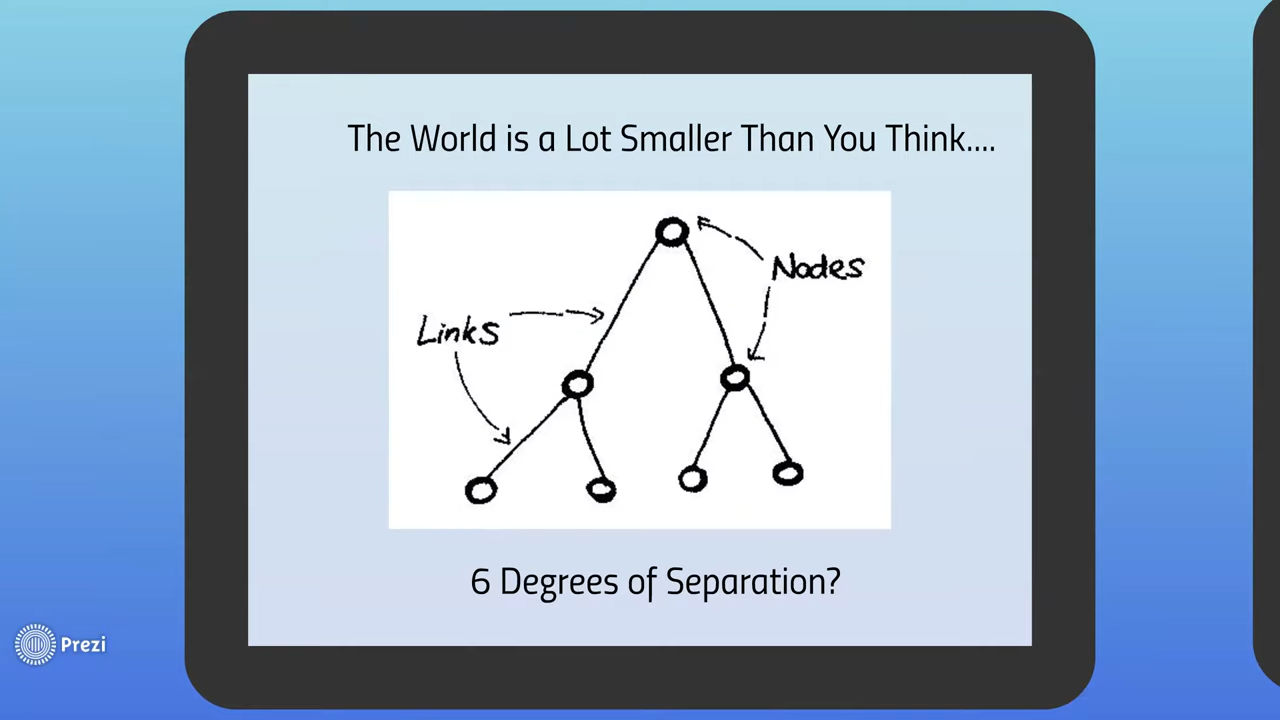 The World is a Lot Smaller Than You Think....
Nodes
Links
6 Degrees of Separation?
Prezi